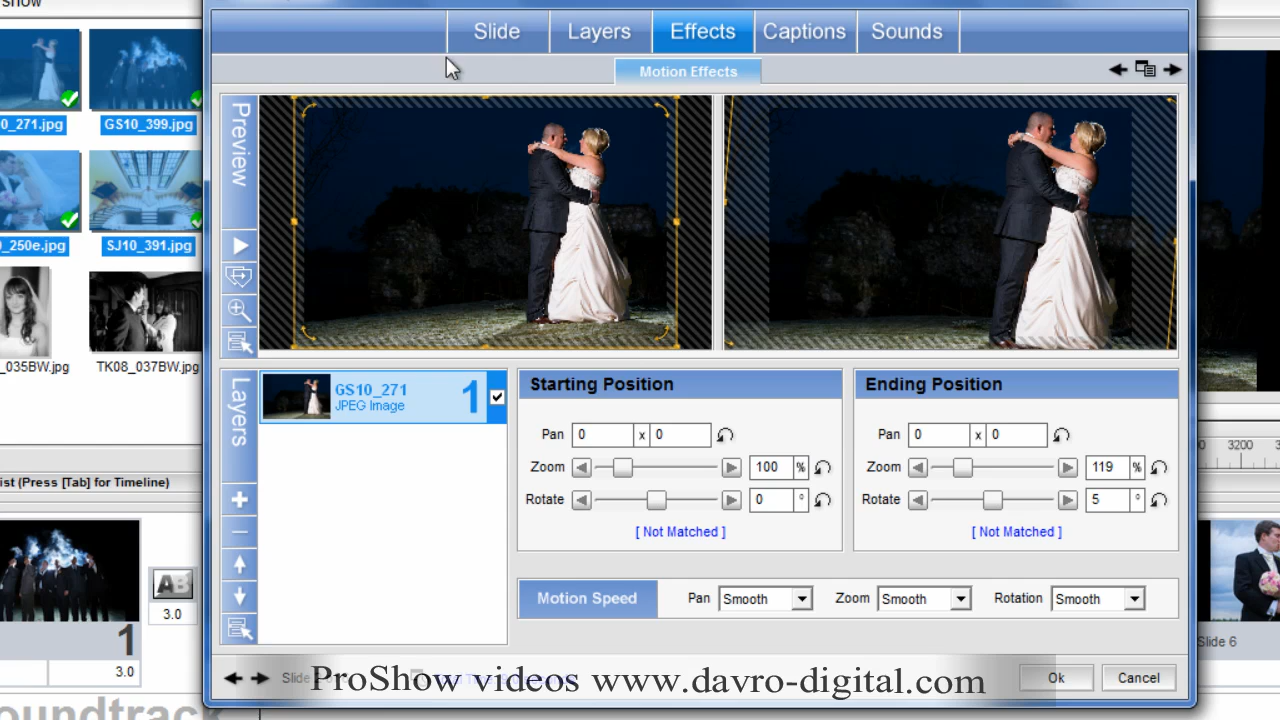 Slide Layers Effects Captions Sounds
Motion Effects
0_271.jpg GS10_399.jpg
Preview
_250e.jpg SJ10_391.jpg
_035BW.jpg TK08_037BW.jpg
Layers
GS10_271
JPEG Image
1
Starting Position
Pan 0 x 0
Zoom 100 %
Rotate 0 °
[ Not Matched ]
Ending Position
Pan 0 x 0
Zoom 119 %
Rotate 5 °
[ Not Matched ]
3200
ist (Press [Tab] for Timeline)
AB
3.0
1
3.0
Motion Speed Pan Smooth Zoom Smooth Rotation Smooth
Slide 6
Slide
ProShow videos www.davro-digital.com
Ok Cancel
oundtrack